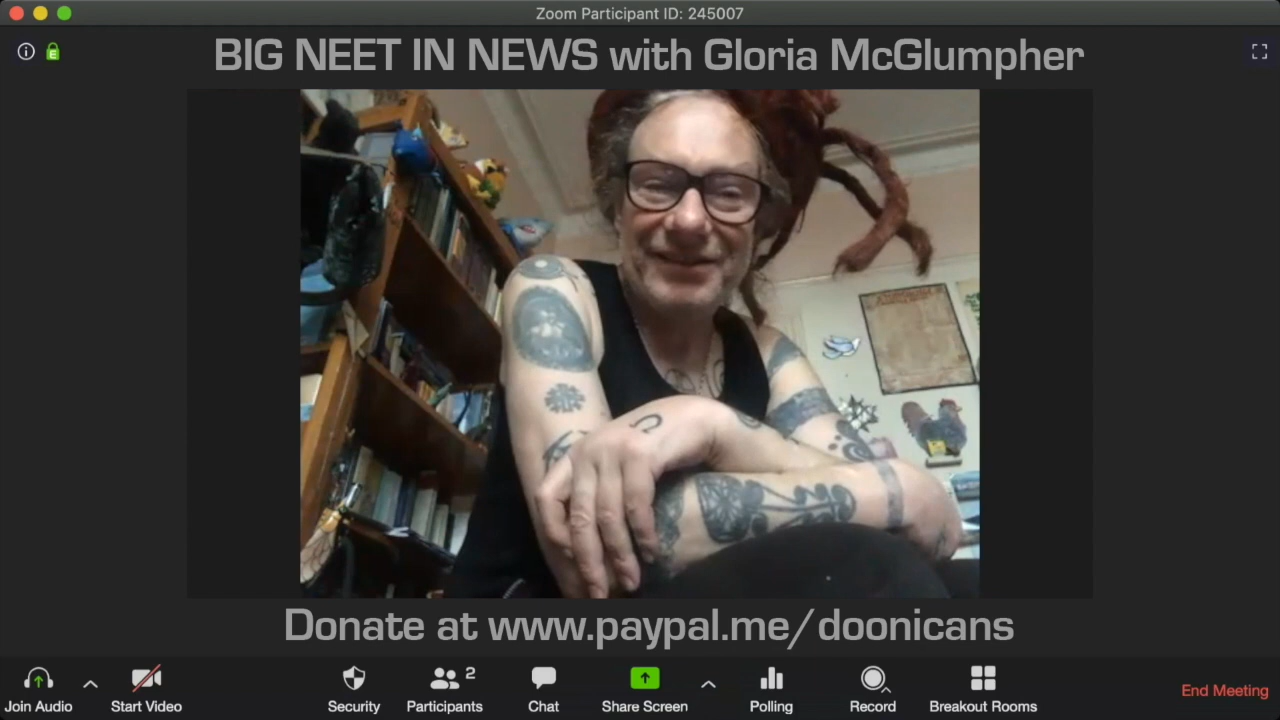 Zoom Participant ID: 245007
E
BIG NEET IN NEWS with Gloria McGlumpher
Donate at www.paypal.me/doonicans
2
Join Audio
Start Video
Security
Participants
Chat
Share Screen
Polling
Record
Breakout Rooms
End Meeting